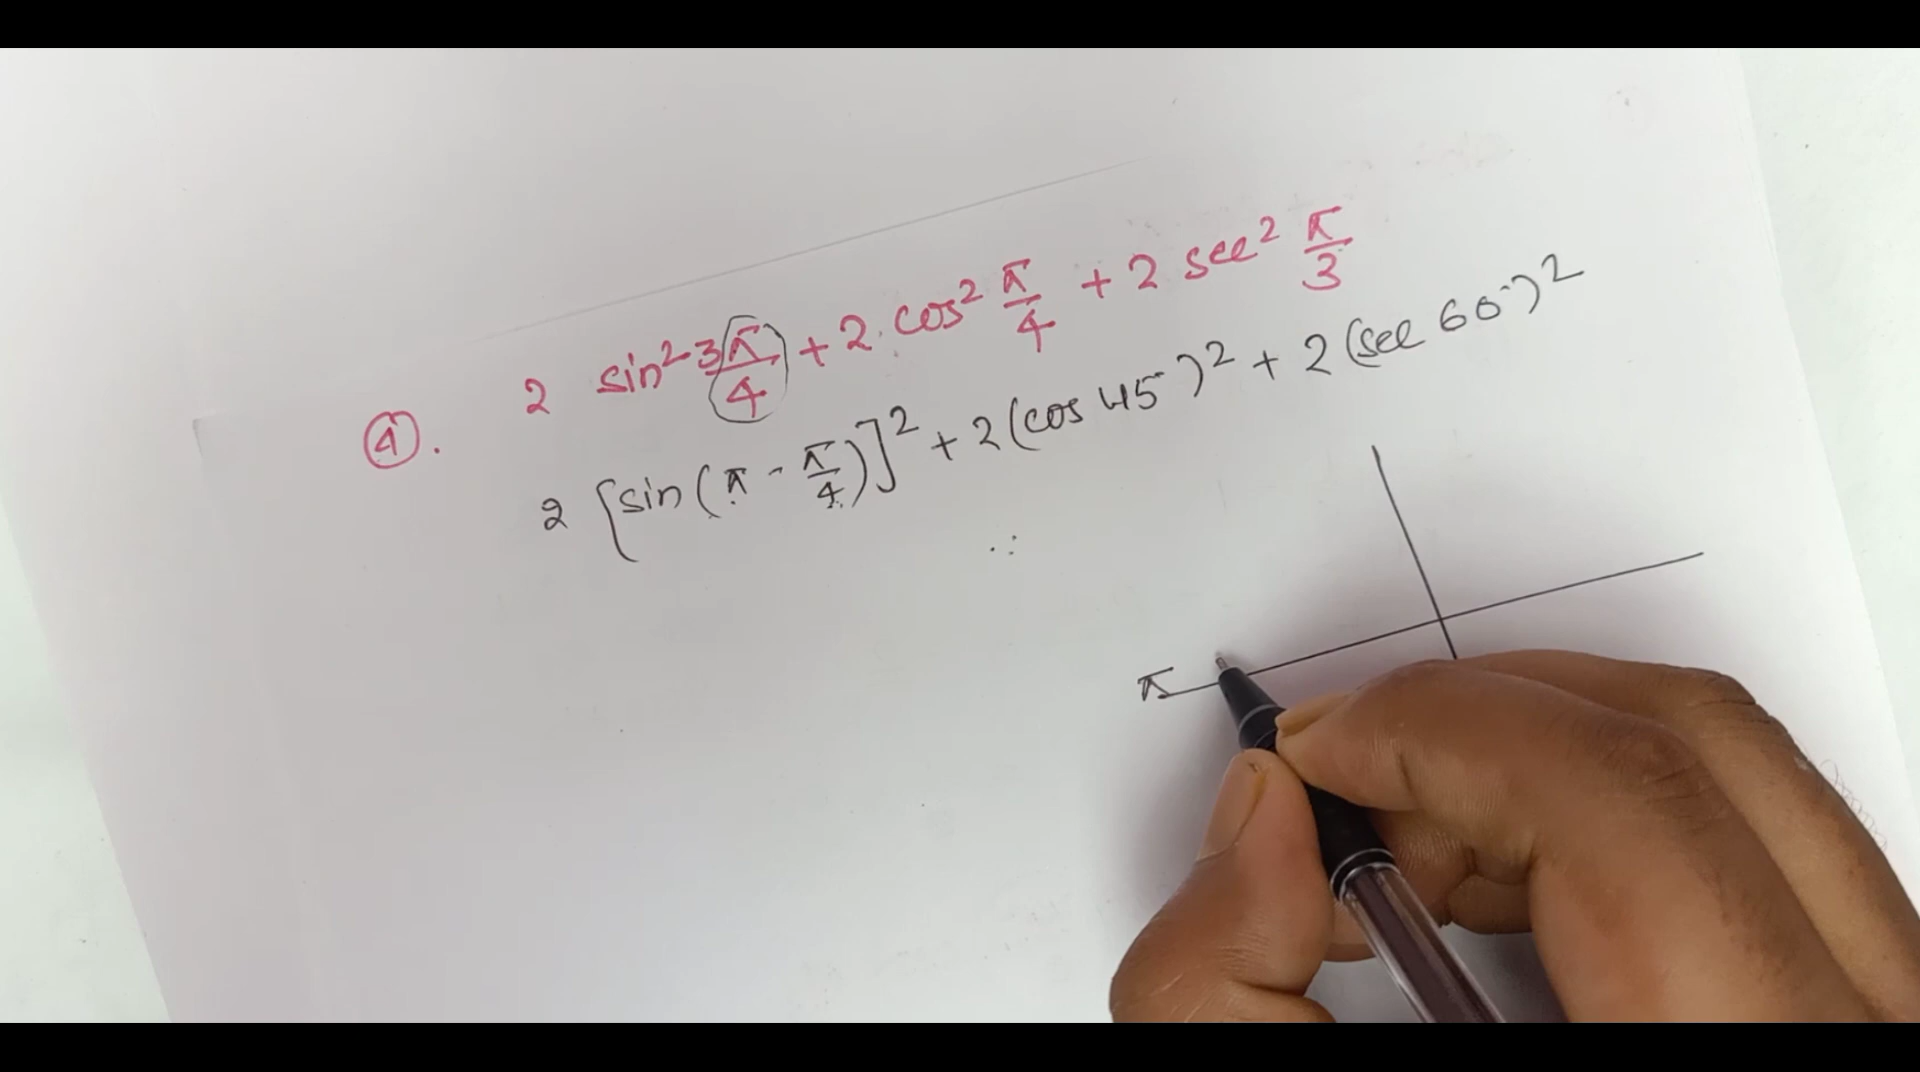 ④. 2 sin² 3π/4 + 2. cos² π/4 + 2 sec² π/3
2 [sin(π - π/4)]² + 2(cos 45°)² + 2(sec 60°)²
∵
π